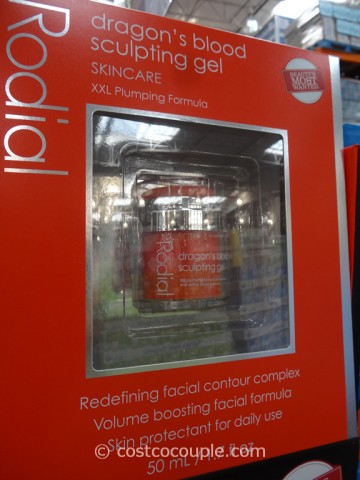 Rodial
dragon's blood
sculpting gel
SKINCARE
XXL Plumping Formula
BEAUTY'S
MOST
WANTED
Rodial
dragon's blood
sculpting gel
Redefining facial contour complex
Volume boosting facial formula
Skin protectant for daily use
50 mL /
© costcocouple.com